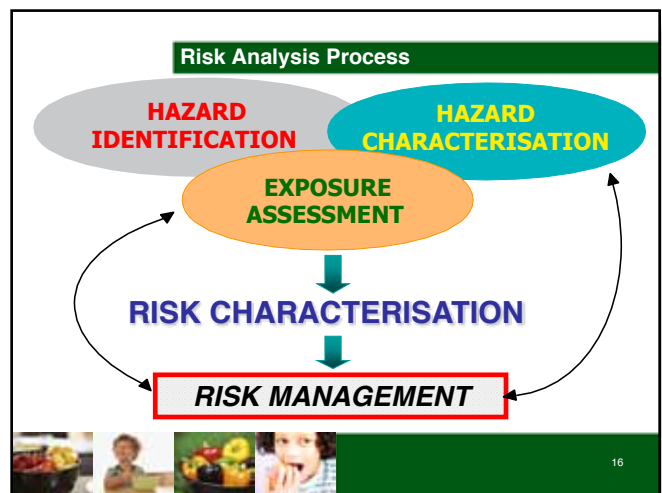 Risk Analysis Process
HAZARD
IDENTIFICATION
HAZARD
CHARACTERISATION
EXPOSURE
ASSESSMENT
RISK CHARACTERISATION
RISK MANAGEMENT
16